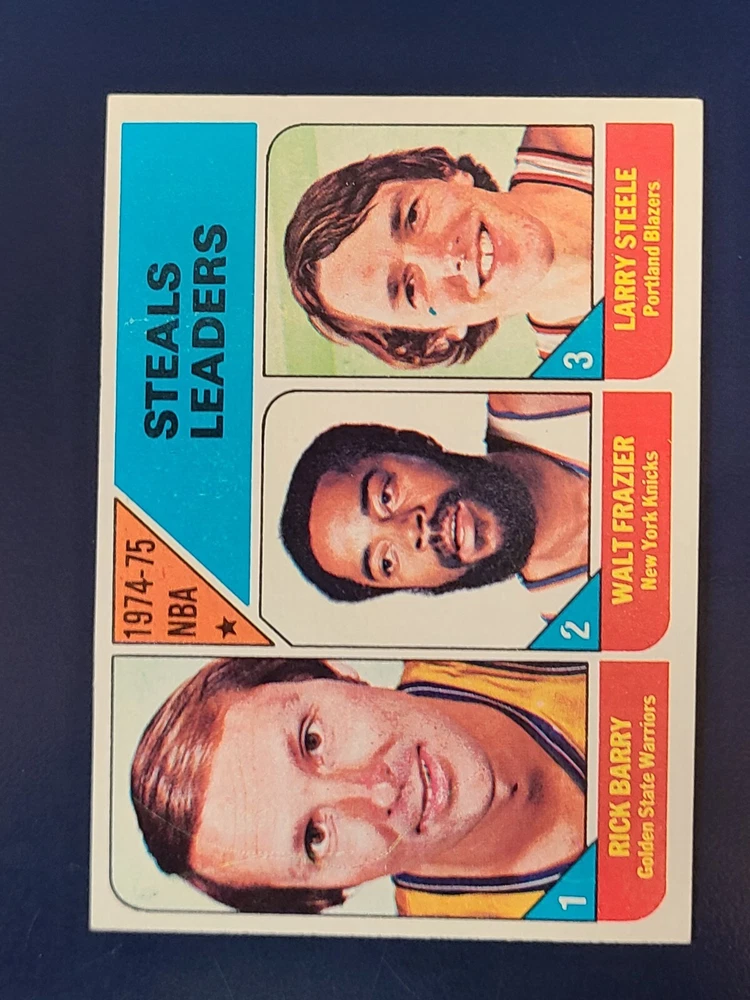 1974-75
NBA
STEALS
LEADERS
1
RICK BARRY
Golden State Warriors
2
WALT FRAZIER
New York Knicks
3
LARRY STEELE
Portland Blazers